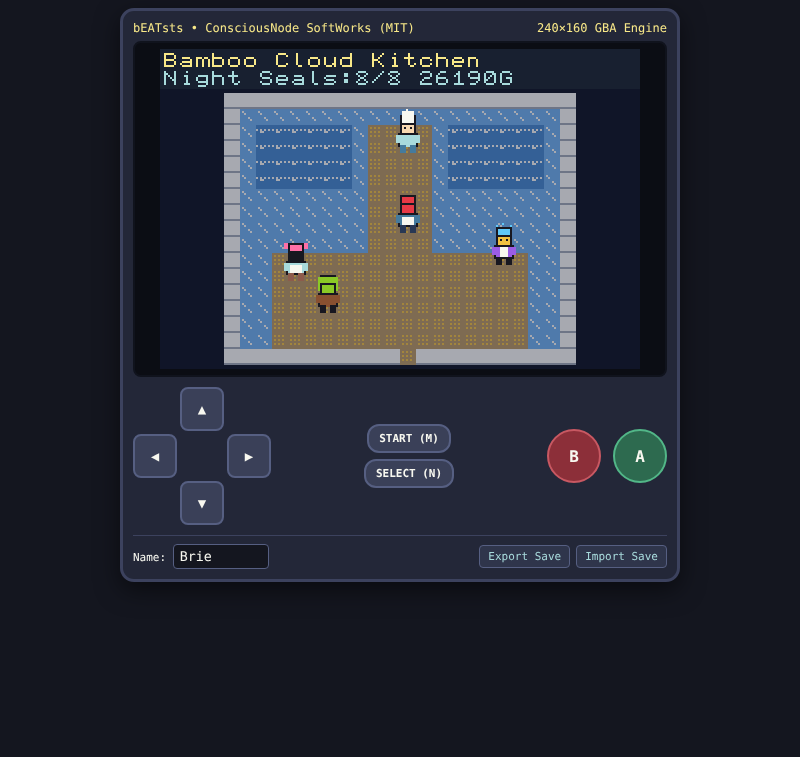 bEATsts • ConsciousNode SoftWorks (MIT)
240×160 GBA Engine
Bamboo Cloud Kitchen
Night Seals:8/8 26190G
▲
◀
▶
▼
START (M)
SELECT (N)
B
A
Name: Brie
Export Save
Import Save